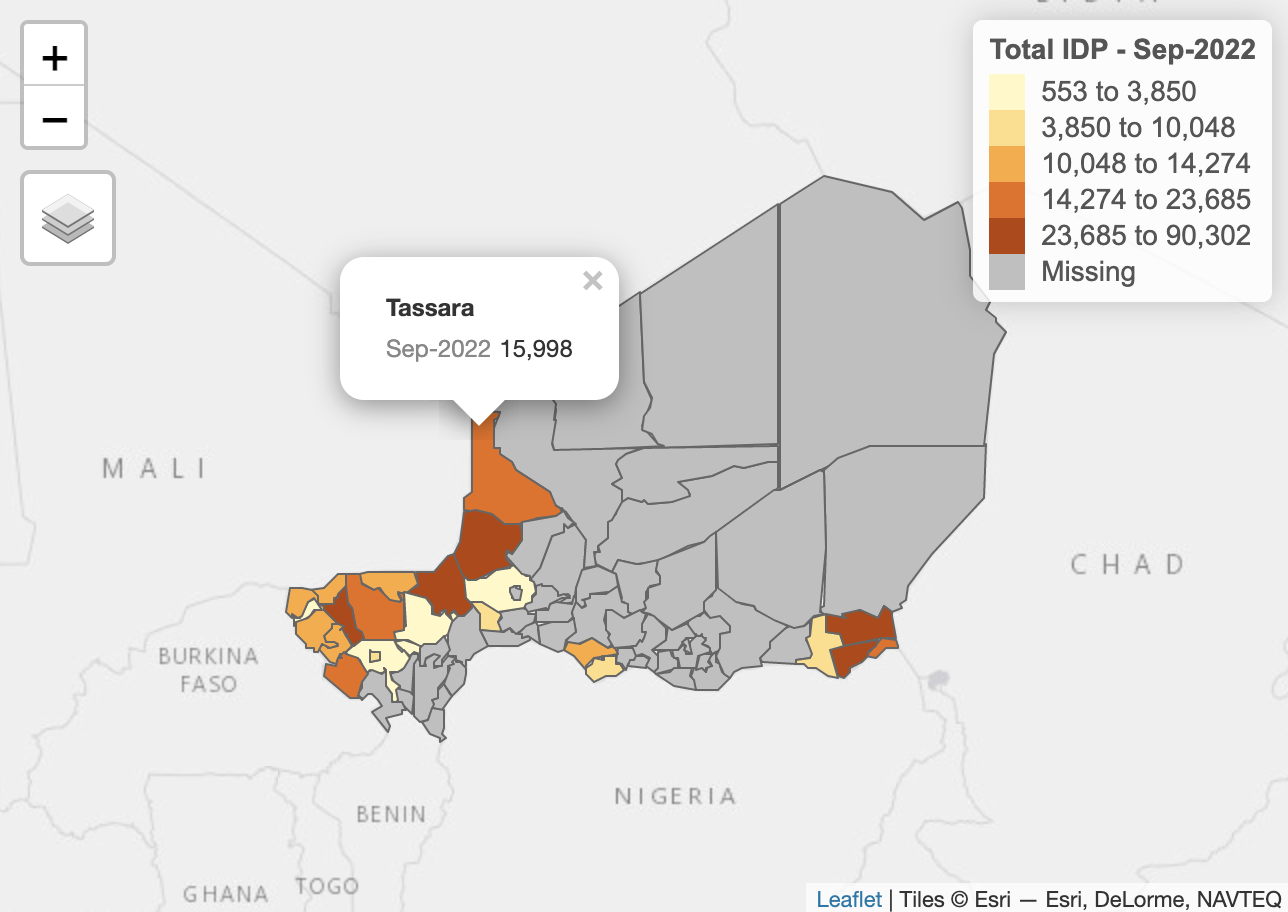 +
−
Total IDP - Sep-2022
553 to 3,850
3,850 to 10,048
10,048 to 14,274
14,274 to 23,685
23,685 to 90,302
Missing
×
Tassara
Sep-2022 15,998
MALI
CHAD
BURKINA
FASO
NIGERIA
BENIN
GHANA
TOGO
Leaflet | Tiles © Esri — Esri, DeLorme, NAVTEQ